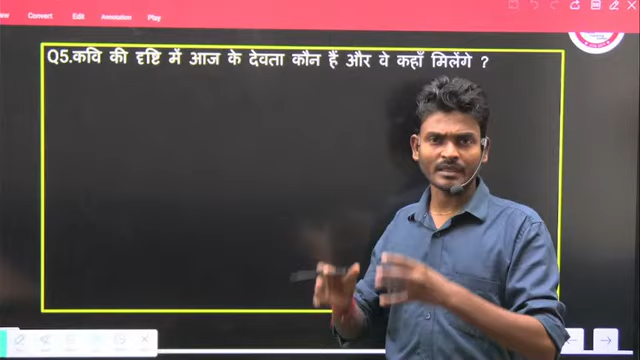 Convert Edit Annotation Play
Q5.कवि की दृष्टि में आज के देवता कौन हैं और वे कहाँ मिलेंगे ?